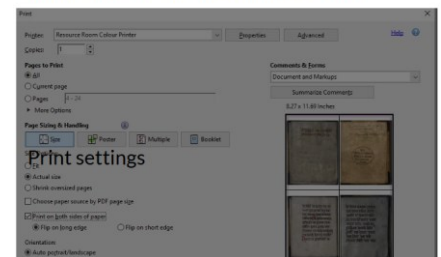 Print
Printer: Resource Room Colour Printer Properties Advanced Help
Copies: 1
Pages to Print Comments & Forms
All Document and Markups
Current page Summarize Comments
Pages
More Options 8.27 x 11.69 Inches
Page Sizing & Handling
Size Poster Multiple Booklet
Print settings
Fit
Actual size
Shrink oversized pages
Choose paper source by PDF page size
Print on both sides of paper
Flip on long edge Flip on short edge
Orientation:
Auto portrait/landscape